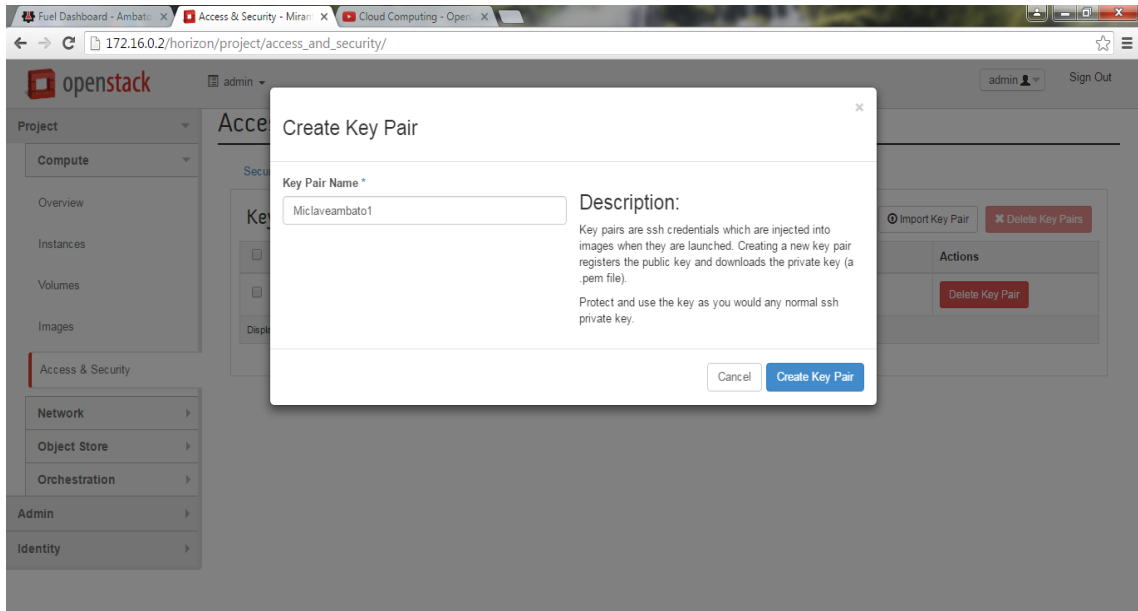 Fuel Dashboard - Ambato
Access & Security - Miran
Cloud Computing - Open
172.16.0.2/horizon/project/access_and_security/
openstack
admin
admin
Sign Out
Project
Compute
Overview
Instances
Volumes
Images
Access & Security
Network
Object Store
Orchestration
Admin
Identity
Acce
Secu
Key
Import Key Pair
Delete Key Pairs
Actions
Delete Key Pair
Displa
Create Key Pair
×
Key Pair Name *
Miclaveambato1
Description:
Key pairs are ssh credentials which are injected into
images when they are launched. Creating a new key pair
registers the public key and downloads the private key (a
.pem file).
Protect and use the key as you would any normal ssh
private key.
Cancel
Create Key Pair